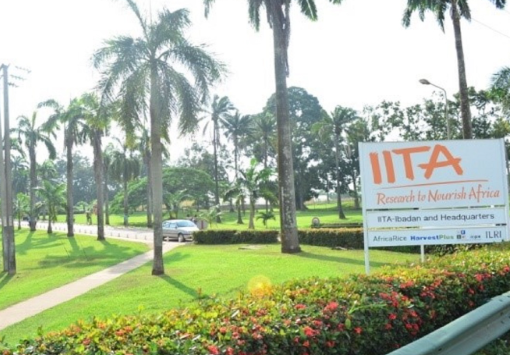 IITA
Research to Nourish Africa
IITA-Ibadan and Headquarters
AfricaRice HarvestPlus ILRI